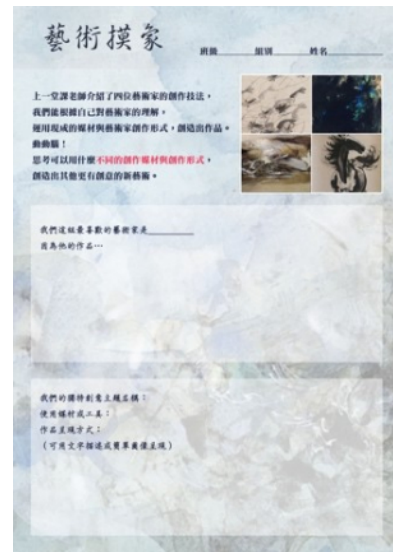 藝術摸象
班級 組別 姓名
上一堂課老師介紹了四位藝術家的創作技法，
我們能根據自己對藝術家的理解，
運用現成的媒材與藝術家創作形式，創造出作品。
動動腦！
思考可以用什麼不同的創作媒材與創作形式，
創造出其他更有創意的新藝術。
我們這組最喜歡的藝術家是
因為他的作品…
我們的獨特創意主題名稱：
使用媒材或工具：
作品呈現方式：
（可用文字描述或簡單圖像呈現）